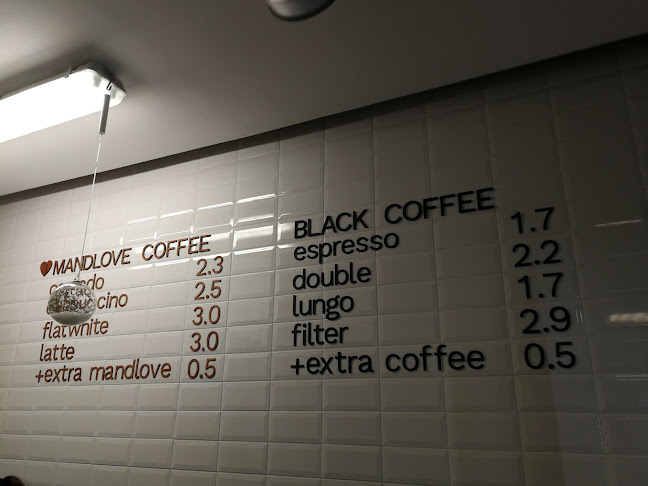 ♥MANDLOVE COFFEE
2.3
2.5
flatwhite 3.0
latte 3.0
+extra mandlove 0.5
BLACK COFFEE
espresso 1.7
double 2.2
lungo 1.7
filter 2.9
+extra coffee 0.5